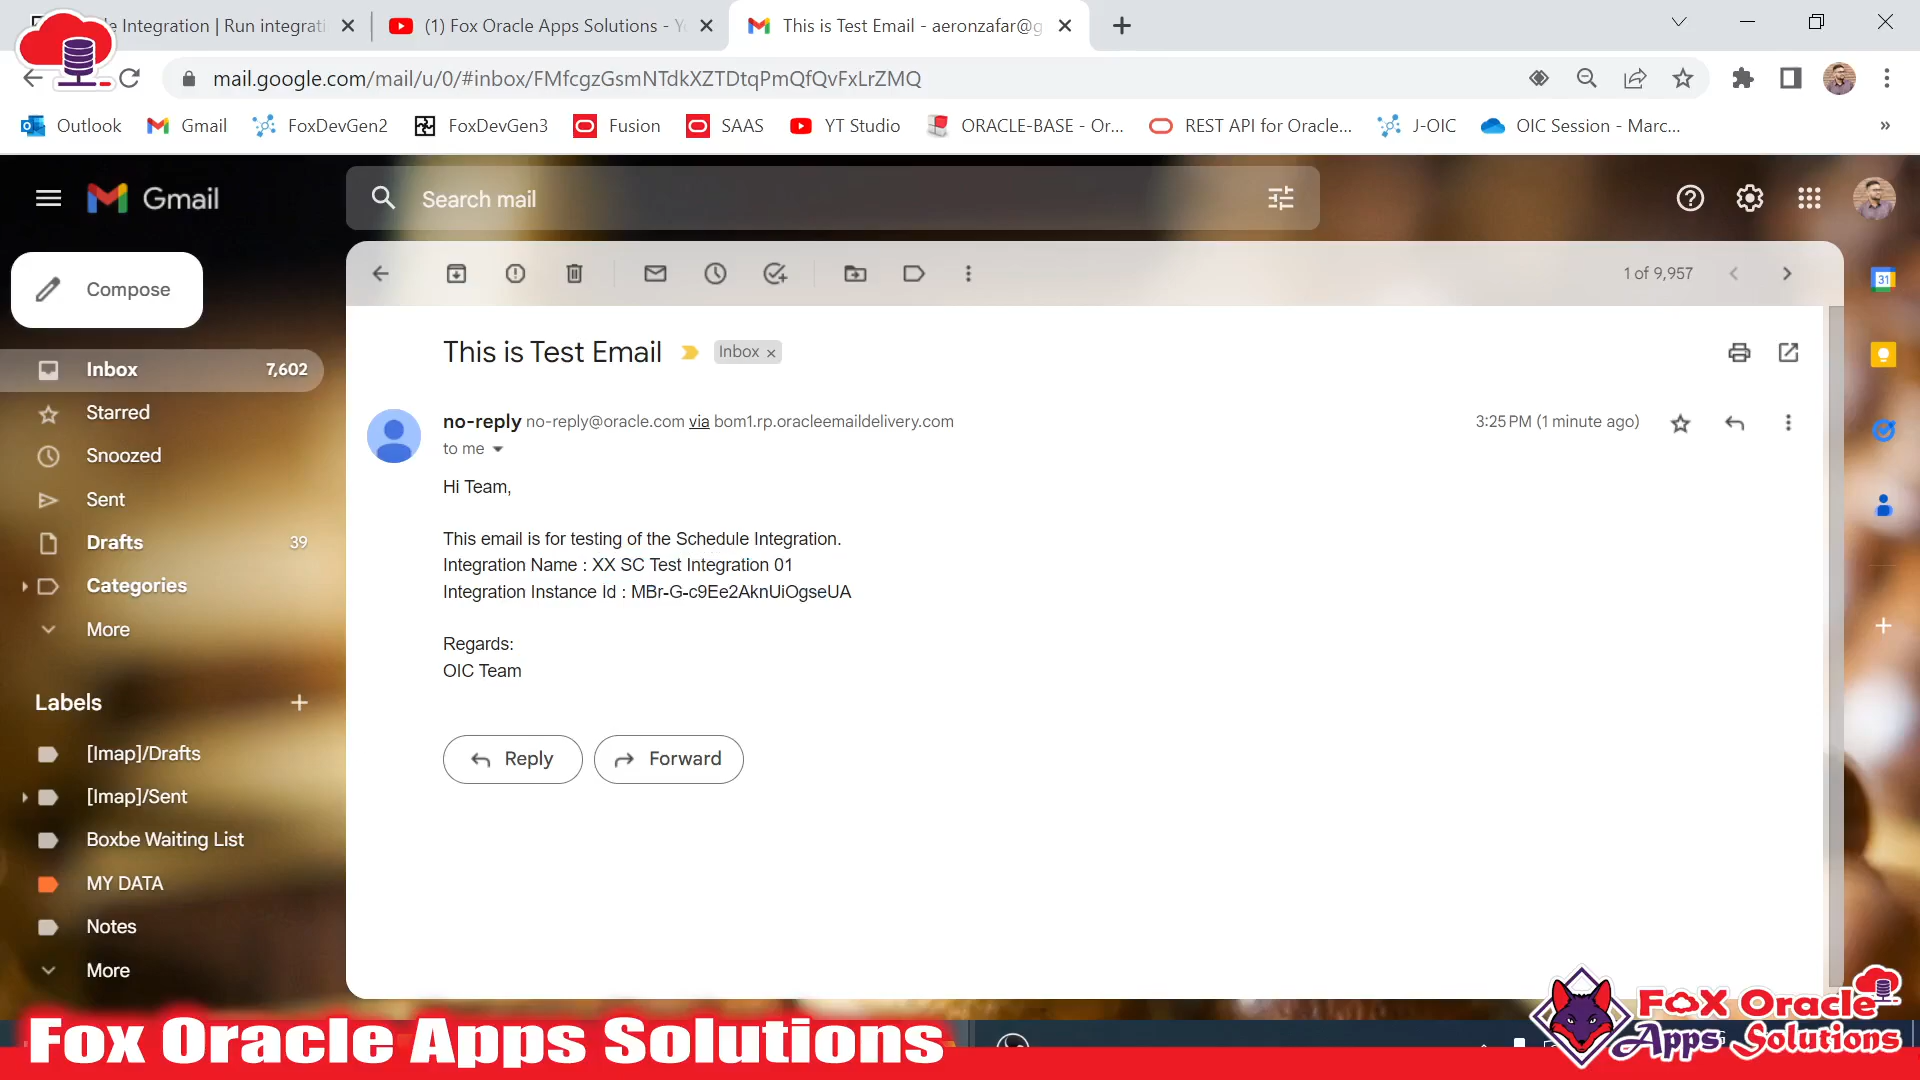 le Integration | Run integrati
(1) Fox Oracle Apps Solutions - Y
This is Test Email - aeronzafar@g
mail.google.com/mail/u/0/#inbox/FMfcgzGsmNTdkXZTDtqPmQfQvFxLrZMQ
Outlook
Gmail
FoxDevGen2
FoxDevGen3
Fusion
SAAS
YT Studio
ORACLE-BASE - Or...
REST API for Oracle...
J-OIC
OIC Session - Marc...
»
Gmail
Search mail
Compose
1 of 9,957
31
Inbox 7,602
Starred
Snoozed
Sent
Drafts 39
Categories
More
Labels
[Imap]/Drafts
[Imap]/Sent
Boxbe Waiting List
MY DATA
Notes
More
This is Test Email
Inbox x
no-reply no-reply@oracle.com via bom1.rp.oracleemaildelivery.com
3:25 PM (1 minute ago)
to me
Hi Team,
This email is for testing of the Schedule Integration.
Integration Name : XX SC Test Integration 01
Integration Instance Id : MBr-G-c9Ee2AknUiOgseUA
Regards:
OIC Team
Reply
Forward
Fox Oracle Apps Solutions
Fox Oracle
Apps Solutions